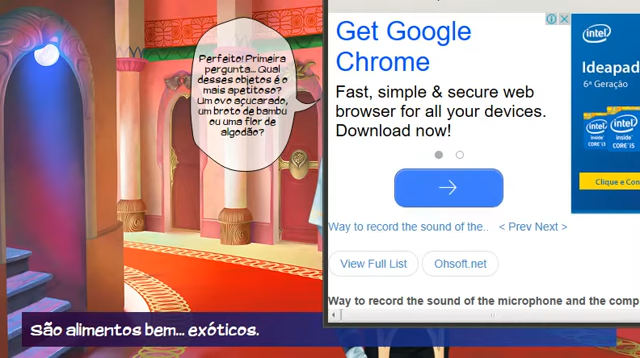 Perfeito! Primeira
pergunta... Qual
desses objetos é o
mais apetitoso?
Um ovo açucarado,
um broto de bambu
ou uma flor de
algodão?
Get Google
Chrome
Fast, simple & secure web
browser for all your devices.
Download now!
intel
Ideapad
6ª Geração
intel
inside
CORE i3
intel
inside
CORE i5
Clique e Con
Way to record the sound of the.. < Prev Next >
View Full List
Ohsoft.net
Way to record the sound of the microphone and the comp
São alimentos bem... exóticos.